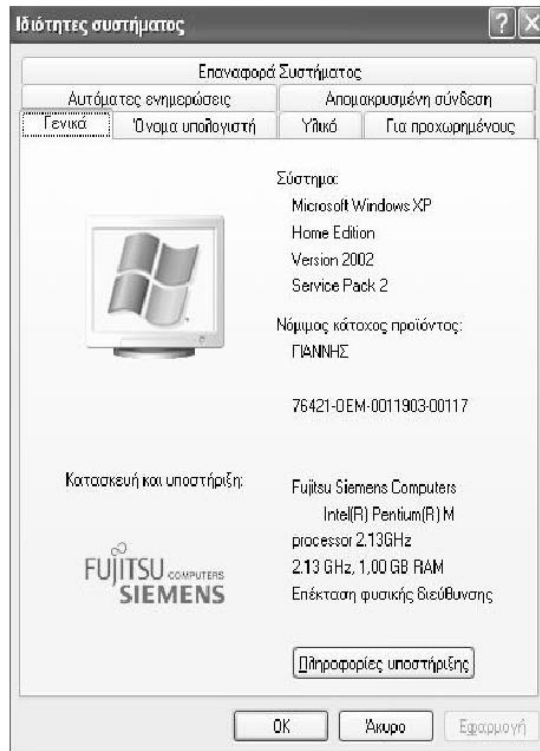 Ιδιότητες συστήματος
Επαναφορά Συστήματος
Αυτόματες ενημερώσεις Απομακρυσμένη σύνδεση
Γενικά Όνομα υπολογιστή Υλικό Για προχωρημένους
Σύστημα:
Microsoft Windows XP
Home Edition
Version 2002
Service Pack 2
Νόμιμος κάτοχος προϊόντος:
ΓΙΑΝΝΗΣ
76421-OEM-0011903-00117
Κατασκευή και υποστήριξη:
Fujitsu Siemens Computers
Intel(R) Pentium(R) M
processor 2.13GHz
2.13 GHz, 1,00 GB RAM
Επέκταση φυσικής διεύθυνσης
FUJITSU COMPUTERS
SIEMENS
Πληροφορίες υποστήριξης
OK Άκυρο Εφαρμογή